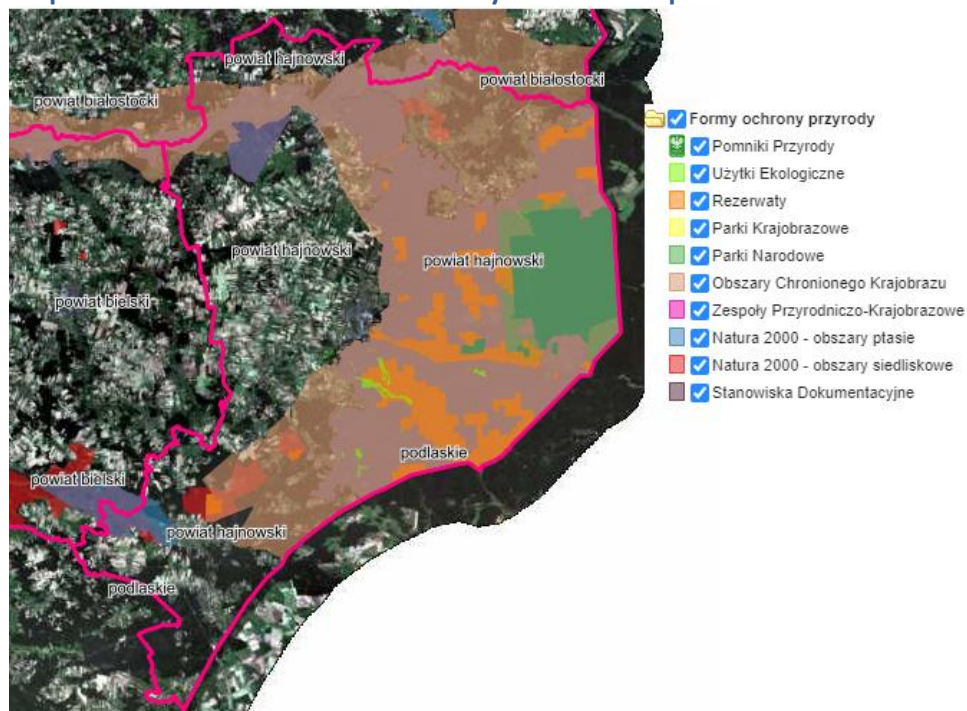 powiat hajnowski
powiat białostocki
powiat białostocki
powiat hajnowski
powiat hajnowski
powiat bielski
podlaskie
powiat bielski
powiat hajnowski
podlaskie
Formy ochrony przyrody
Pomniki Przyrody
Użytki Ekologiczne
Rezerwaty
Parki Krajobrazowe
Parki Narodowe
Obszary Chronionego Krajobrazu
Zespoły Przyrodniczo-Krajobrazowe
Natura 2000 - obszary ptasie
Natura 2000 - obszary siedliskowe
Stanowiska Dokumentacyjne